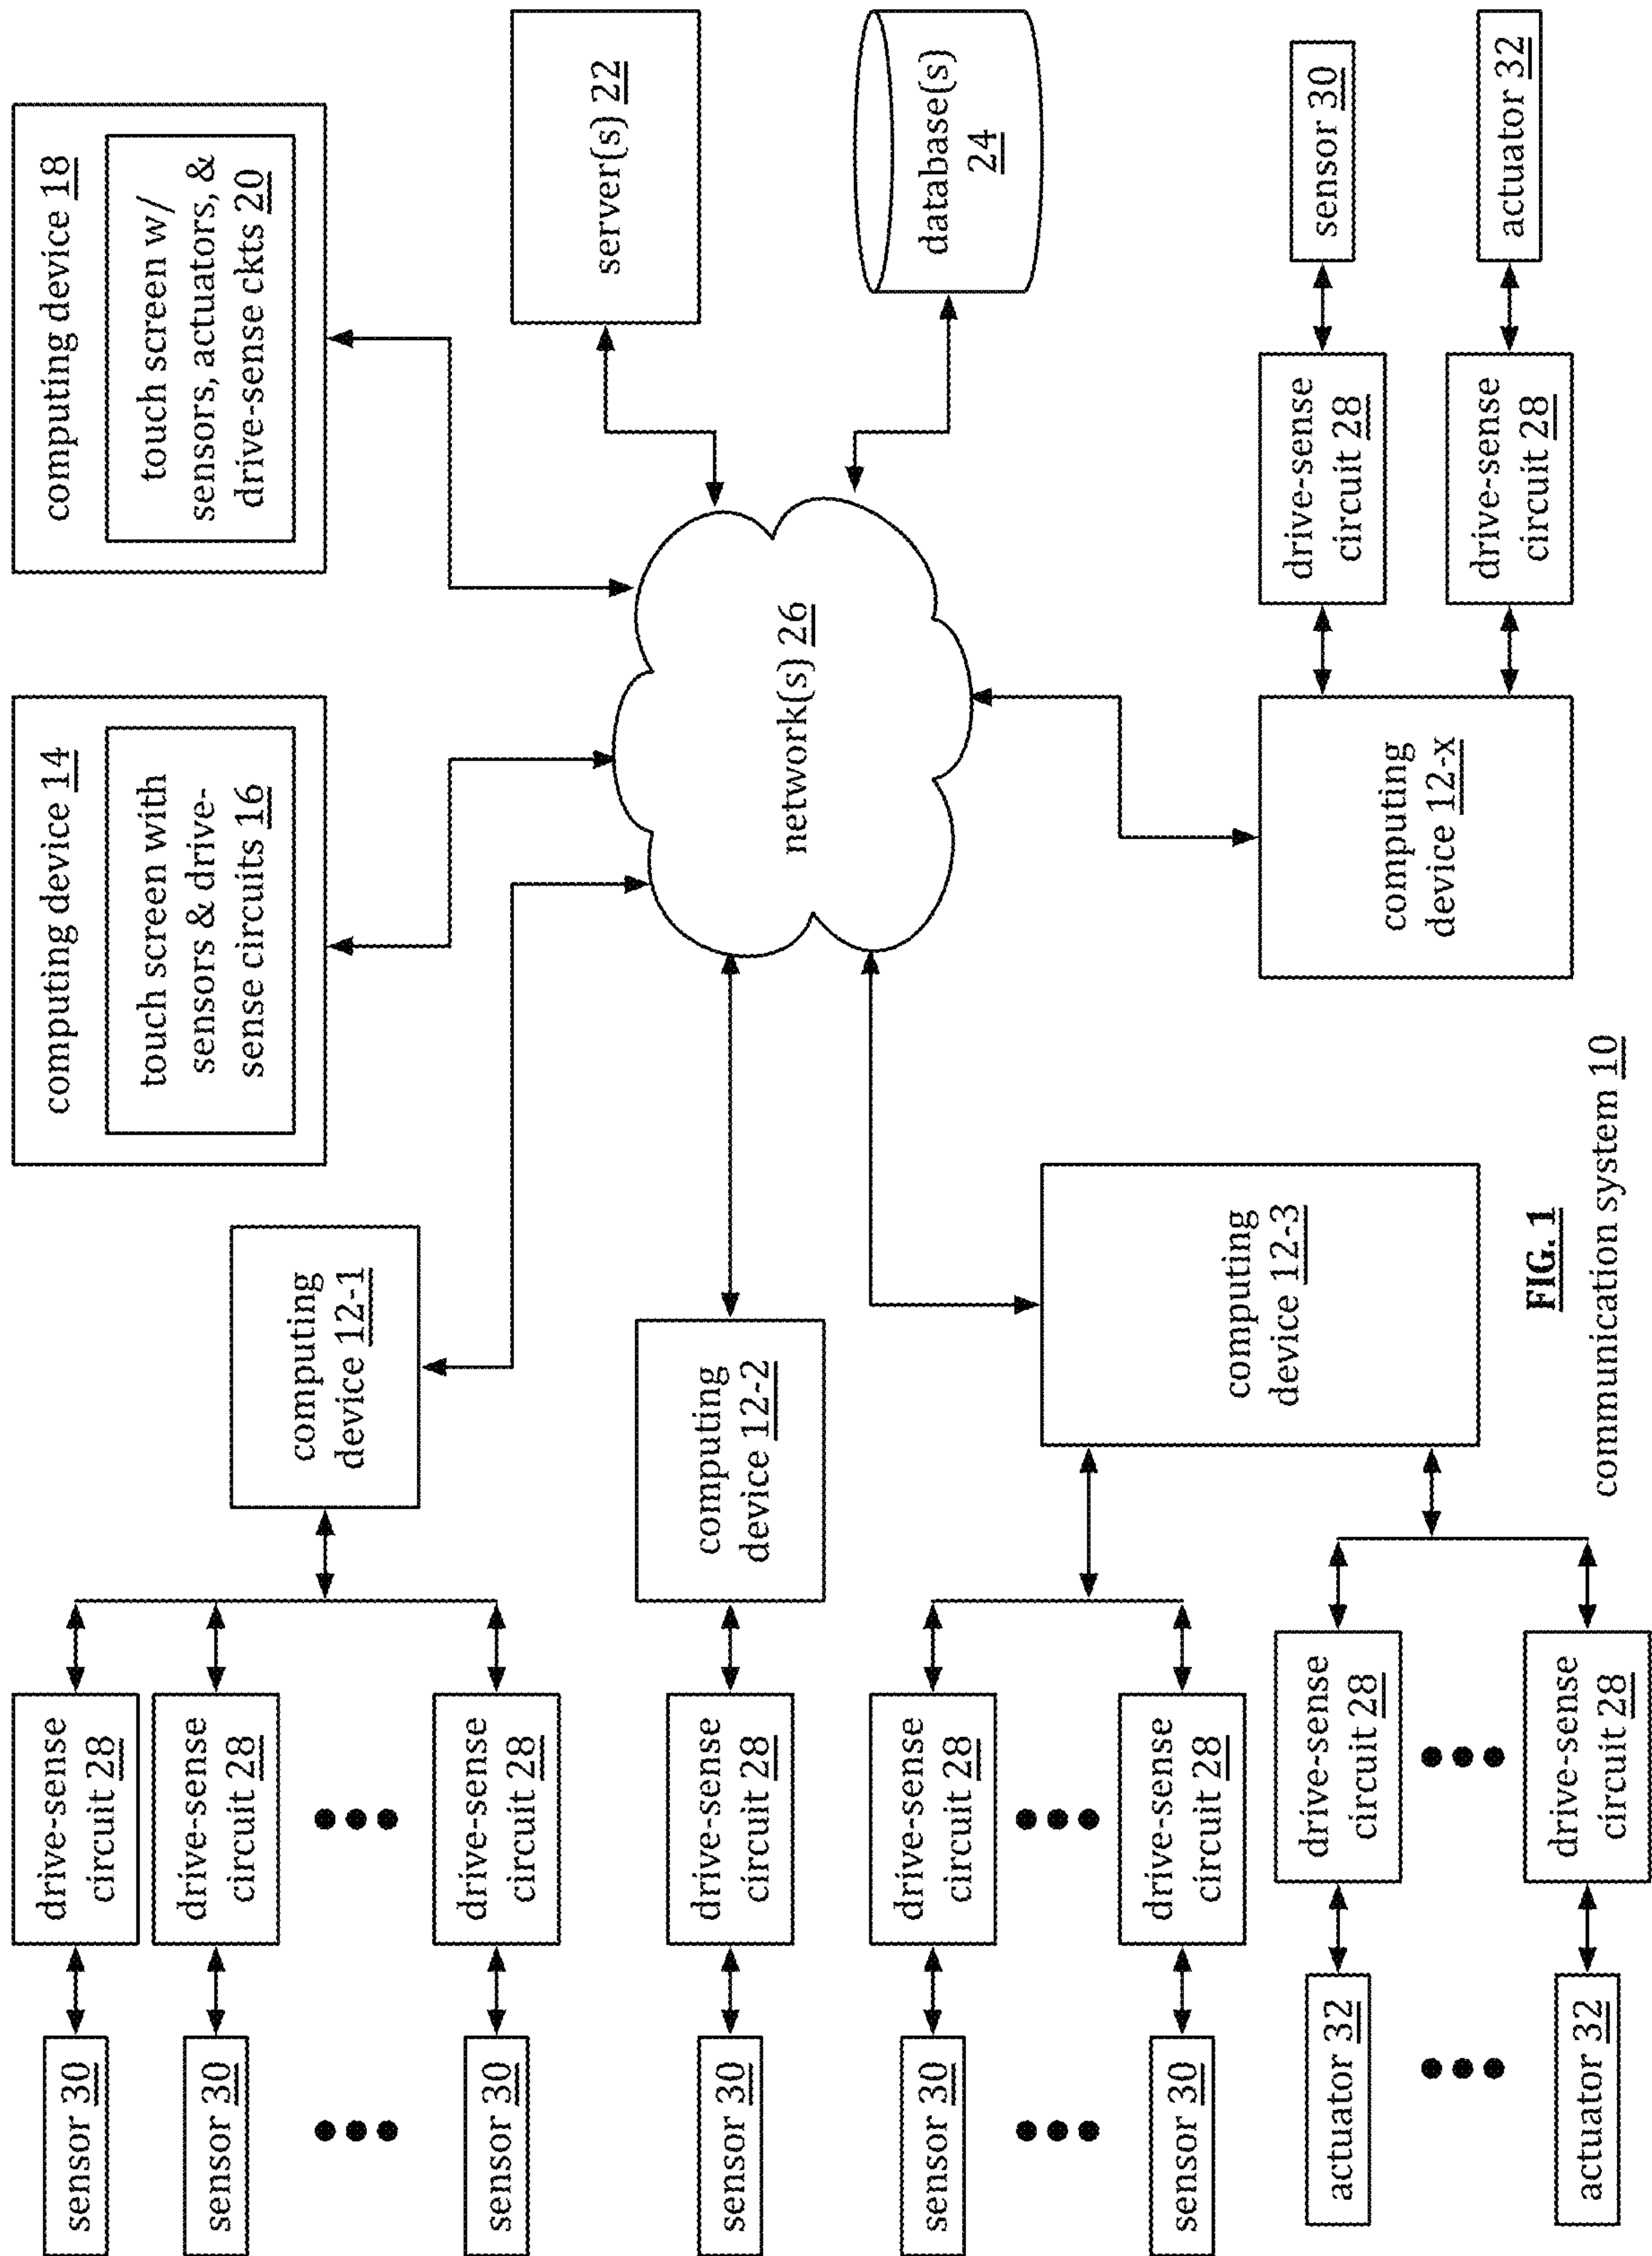 sensor 30
drive-sense
circuit 28
sensor 30
drive-sense
circuit 28
sensor 30
drive-sense
circuit 28
computing
device 12-1
computing device 14
touch screen with
sensors & drive-
sense circuits 16
computing device 18
touch screen w/
sensors, actuators, &
drive-sense ckts 20
sensor 30
drive-sense
circuit 28
computing
device 12-2
network(s) 26
server(s) 22
database(s)
24
sensor 30
drive-sense
circuit 28
sensor 30
drive-sense
circuit 28
computing
device 12-3
actuator 32
drive-sense
circuit 28
actuator 32
drive-sense
circuit 28
computing
device 12-x
drive-sense
circuit 28
sensor 30
drive-sense
circuit 28
actuator 32
FIG. 1
communication system 10